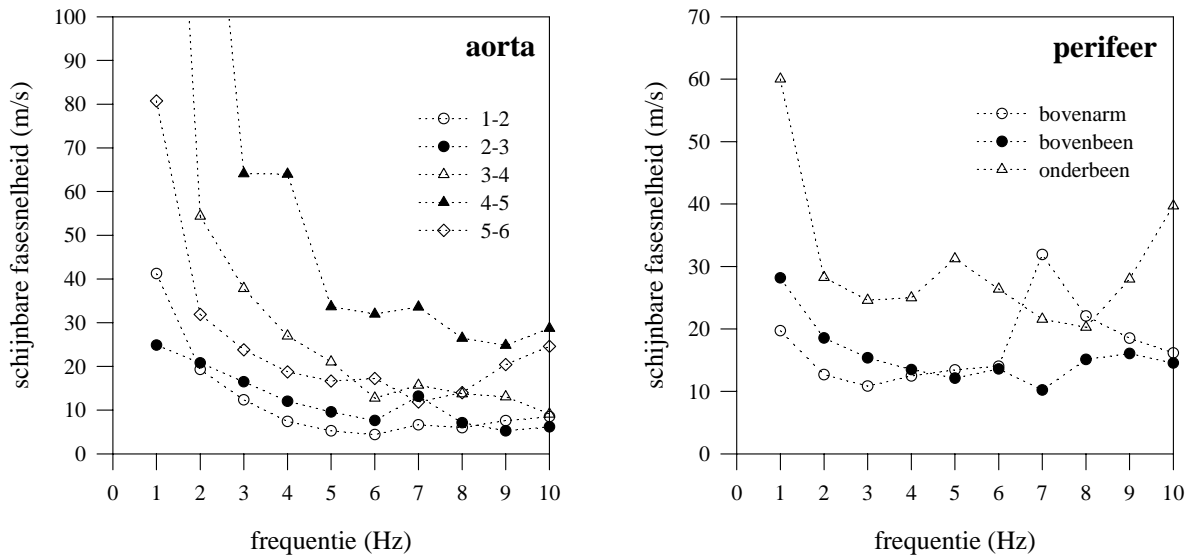 aorta
schijnbare fasesnelheid (m/s)
100
90
80
70
60
50
40
30
20
10
0
1-2
2-3
3-4
4-5
5-6
0 1 2 3 4 5 6 7 8 9 10
frequentie (Hz)
perifeer
schijnbare fasesnelheid (m/s)
70
60
50
40
30
20
10
0
bovenarm
bovenbeen
onderbeen
0 1 2 3 4 5 6 7 8 9 10
frequentie (Hz)